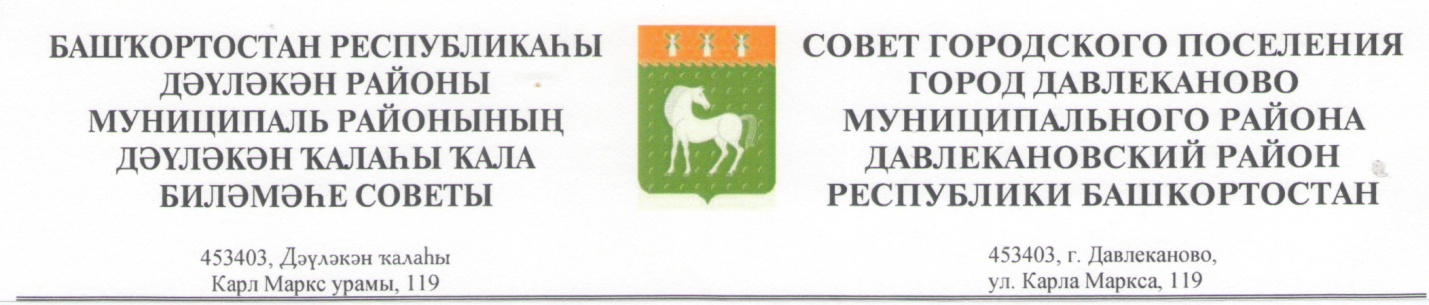 БАШҠОРТОСТАН РЕСПУБЛИКАҺЫ
ДӘҮЛӘКӘН РАЙОНЫ
МУНИЦИПАЛЬ РАЙОНЫНЫҢ
ДӘҮЛӘКӘН ҠАЛАҺЫ ҠАЛА
БИЛӘМӘҺЕ СОВЕТЫ
453403, Дәүләкән ҡалаһы
Карл Маркс урамы, 119
СОВЕТ ГОРОДСКОГО ПОСЕЛЕНИЯ
ГОРОД ДАВЛЕКАНОВО
МУНИЦИПАЛЬНОГО РАЙОНА
ДАВЛЕКАНОВСКИЙ РАЙОН
РЕСПУБЛИКИ БАШКОРТОСТАН
453403, г. Давлеканово,
ул. Карла Маркса, 119